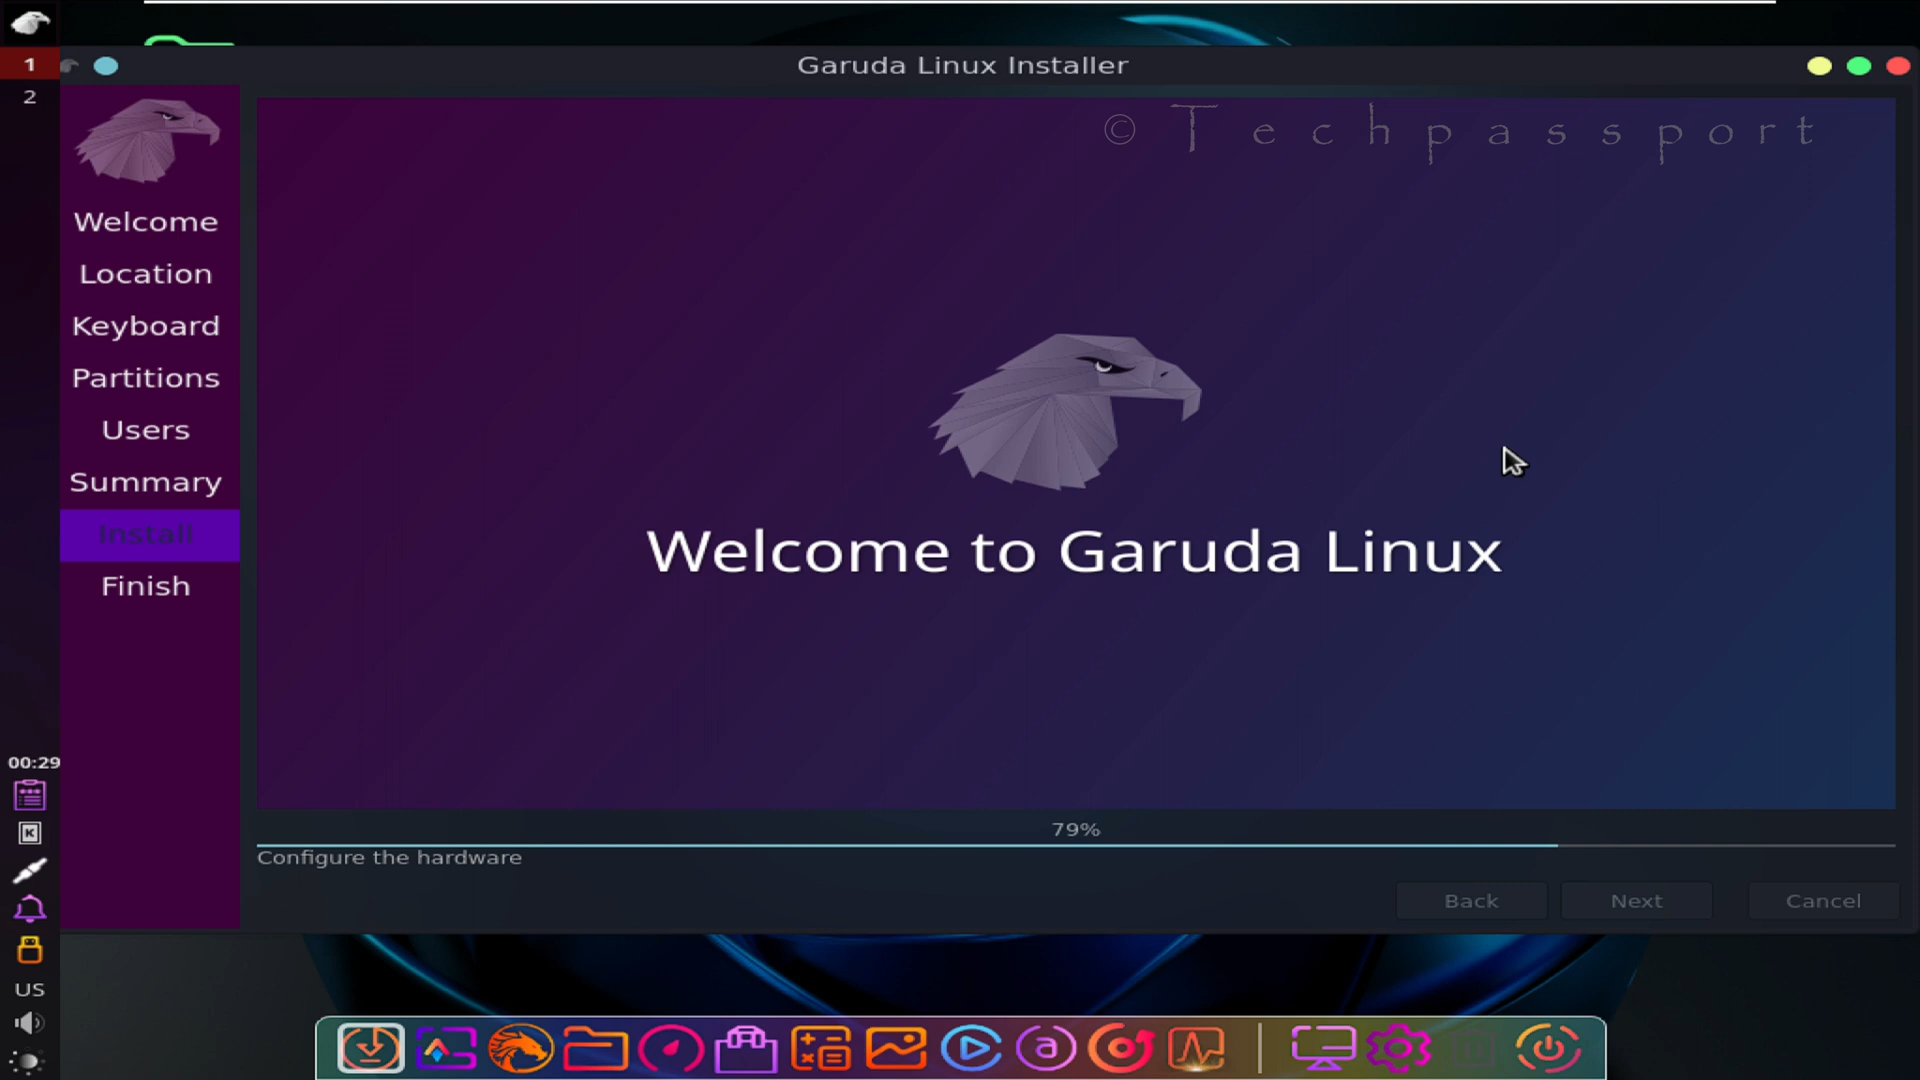 1
2
Garuda Linux Installer
© Techpassport
Welcome
Location
Keyboard
Partitions
Users
Summary
Install
Finish
Welcome to Garuda Linux
79%
Configure the hardware
Back
Next
Cancel
00:29
K
US
a